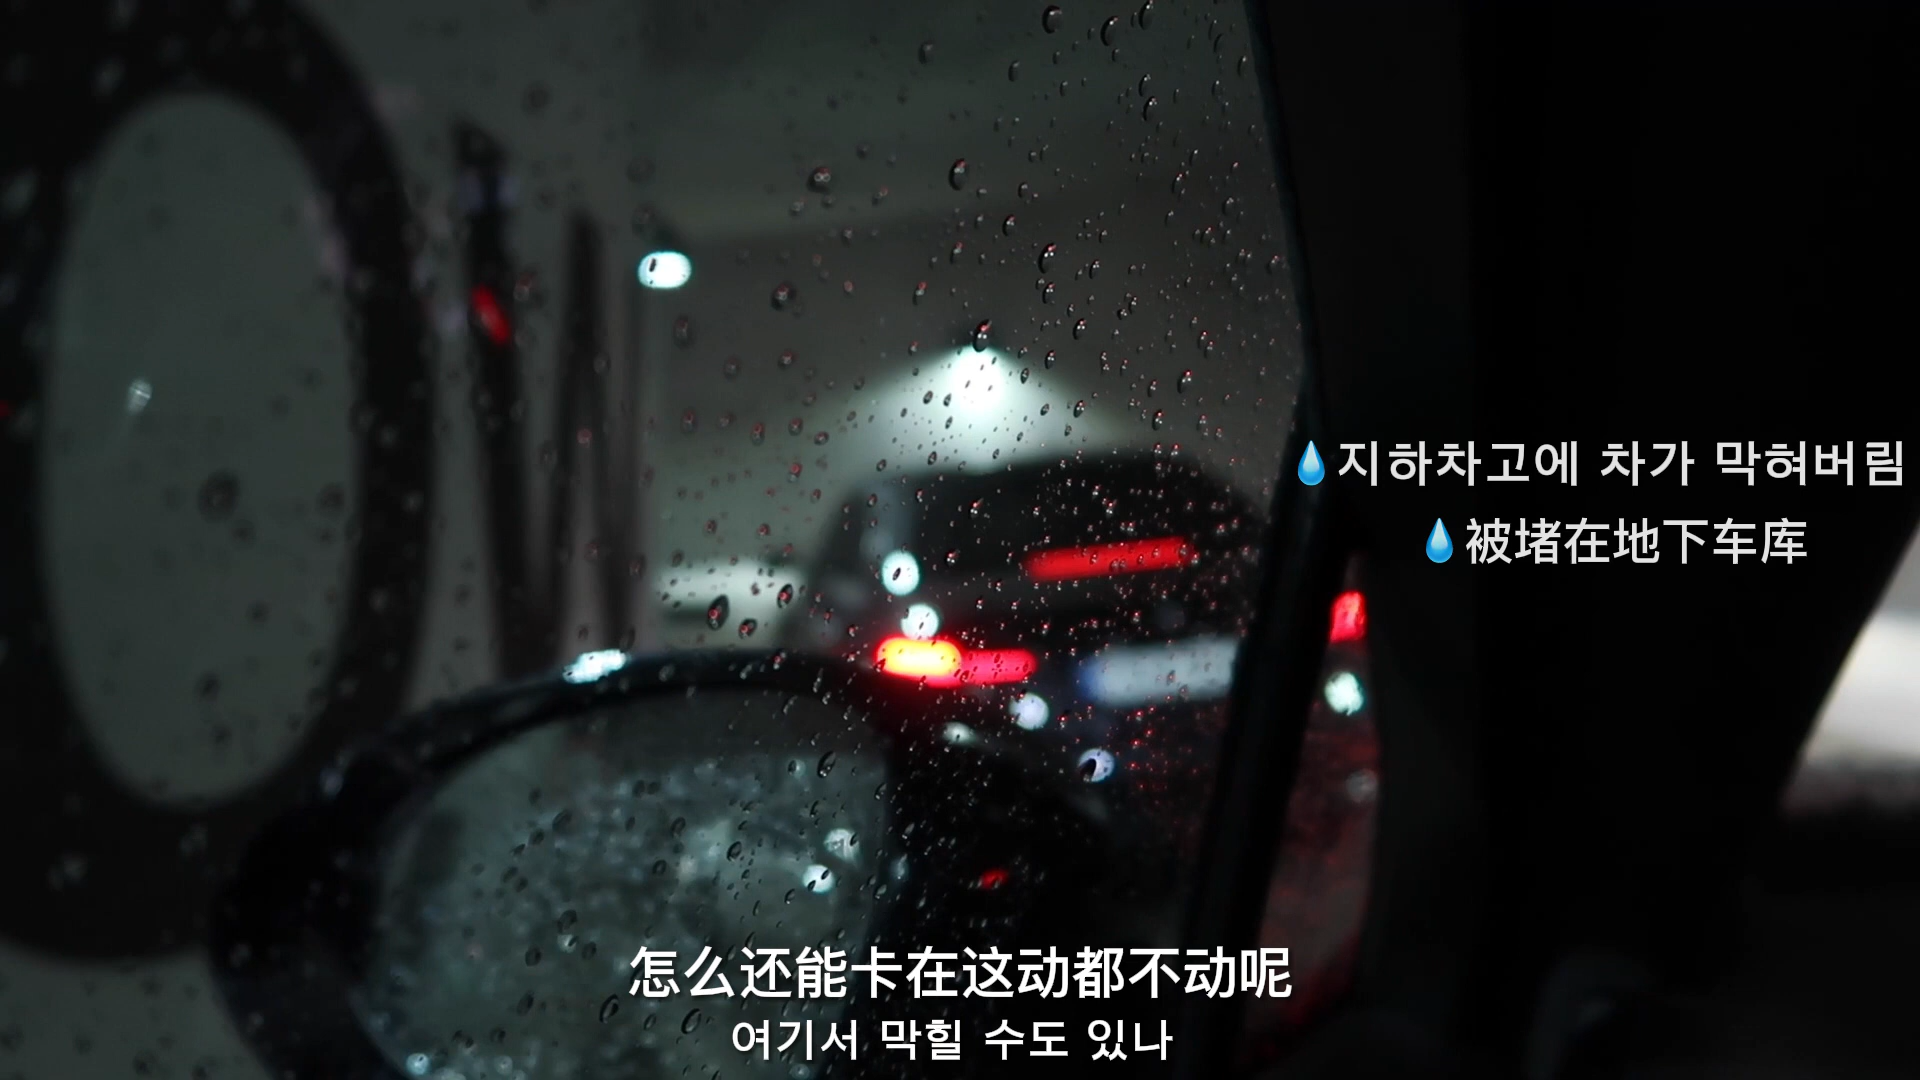 💧지하차고에 차가 막혀버림
💧被堵在地下车库
怎么还能卡在这动都不动呢
여기서 막힐 수도 있나